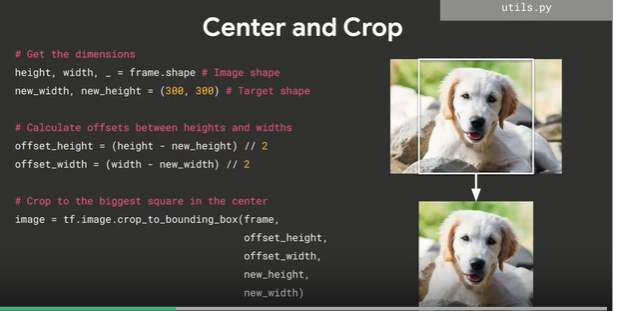 utils.py
Center and Crop
# Get the dimensions
height, width, _ = frame.shape # Image shape
new_width, new_height = (300, 300) # Target shape
# Calculate offsets between heights and widths
offset_height = (height - new_height) // 2
offset_width = (width - new_width) // 2
# Crop to the biggest square in the center
image = tf.image.crop_to_bounding_box(frame,
offset_height,
offset_width,
new_height,
new_width)